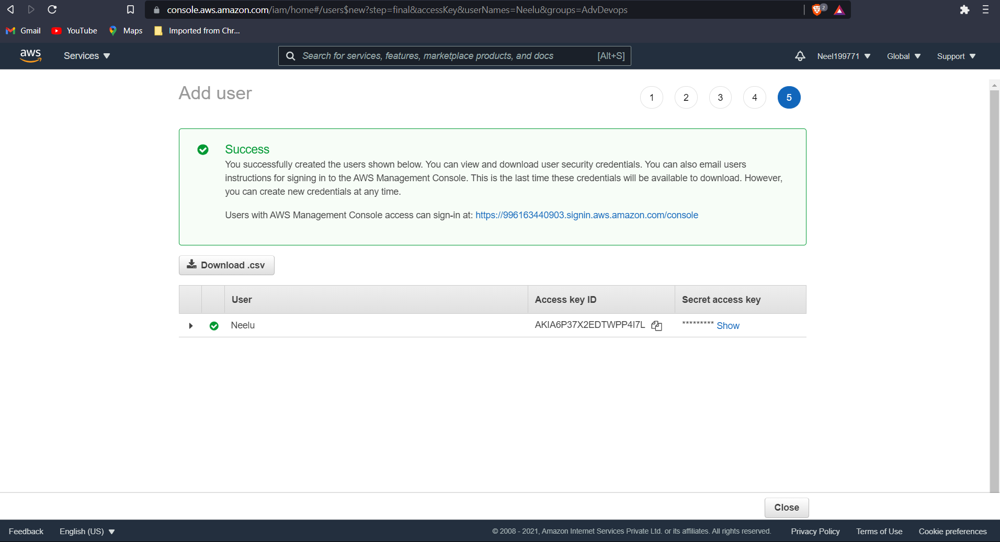 console.aws.amazon.com/iam/home#/users$new?step=final&accessKey&userNames=Neelu&groups=AdvDevops
2
Gmail YouTube Maps Imported from Chr...
aws Services Search for services, features, marketplace products, and docs [Alt+S] Neel199771 Global Support
Add user 1 2 3 4 5
Success
You successfully created the users shown below. You can view and download user security credentials. You can also email users
instructions for signing in to the AWS Management Console. This is the last time these credentials will be available to download. However,
you can create new credentials at any time.
Users with AWS Management Console access can sign-in at: https://996163440903.signin.aws.amazon.com/console
Download .csv
User Access key ID Secret access key
Neelu AKIA6P37X2EDTWPP4I7L ********* Show
Close
Feedback English (US) © 2008 - 2021, Amazon Internet Services Private Ltd. or its affiliates. All rights reserved. Privacy Policy Terms of Use Cookie preferences